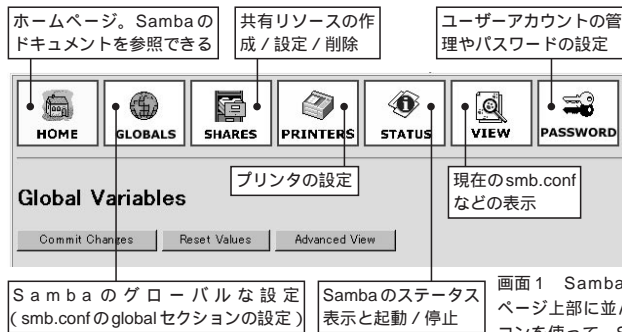 ホームページ。Sambaの
ドキュメントを参照できる
共有リソースの作
成／設定／削除
ユーザーアカウントの管
理やパスワードの設定
HOME
GLOBALS
SHARES
PRINTERS
STATUS
VIEW
PASSWORD
プリンタの設定
現在のsmb.conf
などの表示
Global Variables
Commit Changes
Reset Values
Advanced View
Sambaのグローバルな設定
（smb.confのglobalセクションの設定）
Sambaのステータス
表示と起動／停止
画面1 Samba
ページ上部に並
コンを使って、